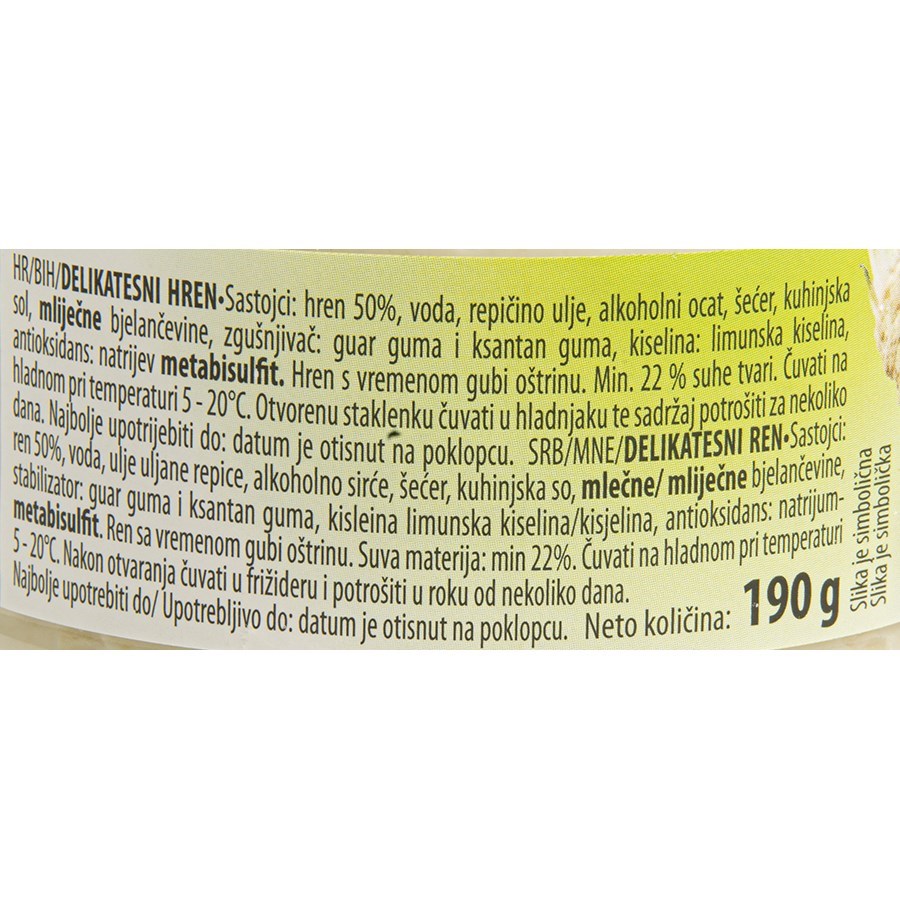 HR/BIH/DELIKATESNI HREN•Sastojci: hren 50%, voda, repičino ulje, alkoholni ocat, šećer, kuhinjska
sol, mliječne bjelančevine, zgušnjivač: guar guma i ksantan guma, kiselina: limunska kiselina,
antioksidans: natrijev metabisulfit. Hren s vremenom gubi oštrinu. Min. 22 % suhe tvari. Čuvati na
hladnom pri temperaturi 5 - 20°C. Otvorenu staklenku čuvati u hladnjaku te sadržaj potrošiti za nekoliko
dana. Najbolje upotrijebiti do: datum je otisnut na poklopcu. SRB/MNE/DELIKATESNI REN•Sastojci:
ren 50%, voda, ulje uljane repice, alkoholno sirće, šećer, kuhinjska so, mlečne/ mliječne bjelančevine,
stabilizator: guar guma i ksantan guma, kisleina limunska kiselina/kisjelina, antioksidans: natrijum-
metabisulfit. Ren sa vremenom gubi oštrinu. Suva materija: min 22%. Čuvati na hladnom pri temperaturi
5 - 20°C. Nakon otvaranja čuvati u frižideru i potrošiti u roku od nekoliko dana.
Najbolje upotrebiti do/ Upotrebljivo do: datum je otisnut na poklopcu. Neto količina: 190 g
Slika je simbolična
Slika je simbolička